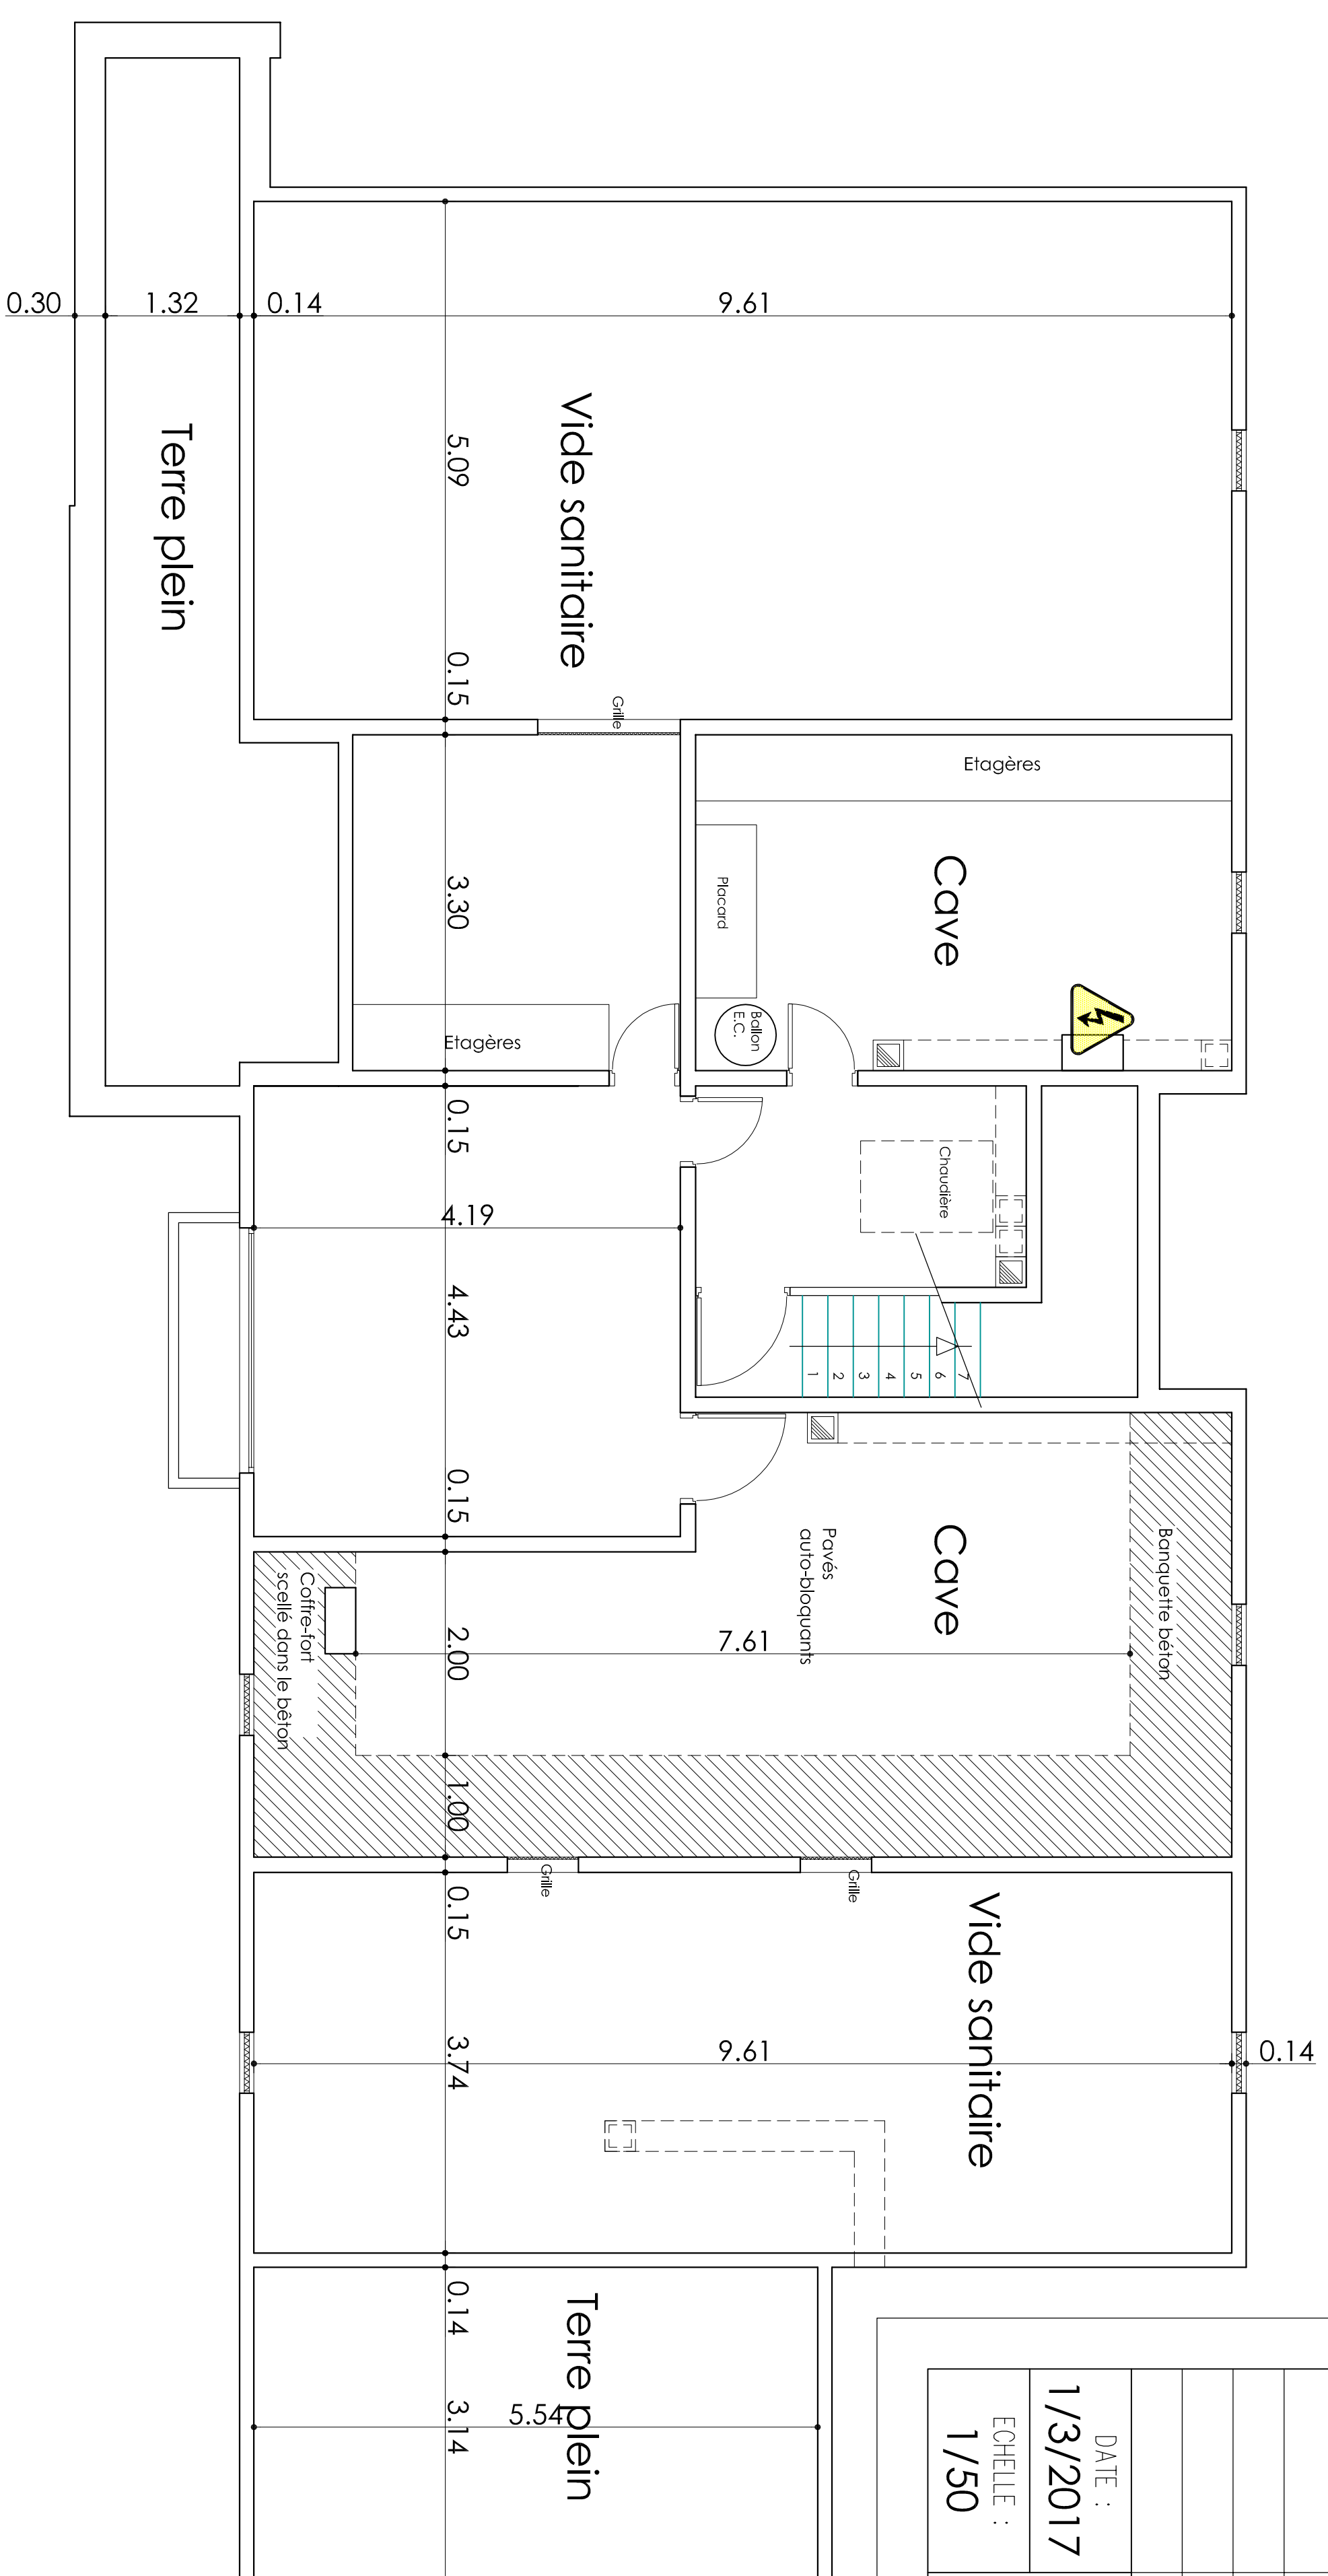 0.30
1.32
0.14
9.61
Terre plein
5.09
Vide sanitaire
0.15
Grille
Etagères
Cave
Placard
3.30
Ballon
E.C.
Etagères
0.15
Chaudière
4.19
4.43
1
2
3
4
5
6
7
0.15
Cave
Pavés
auto-bloquants
Banquette béton
Coffre-fort
scellé dans le bêton
2.00
7.61
1.00
Grille
Grille
0.15
Vide sanitaire
3.74
9.61
0.14
0.14
Terre plein
5.54
3.14
DATE :
1/3/2017
ECHELLE :
1/50